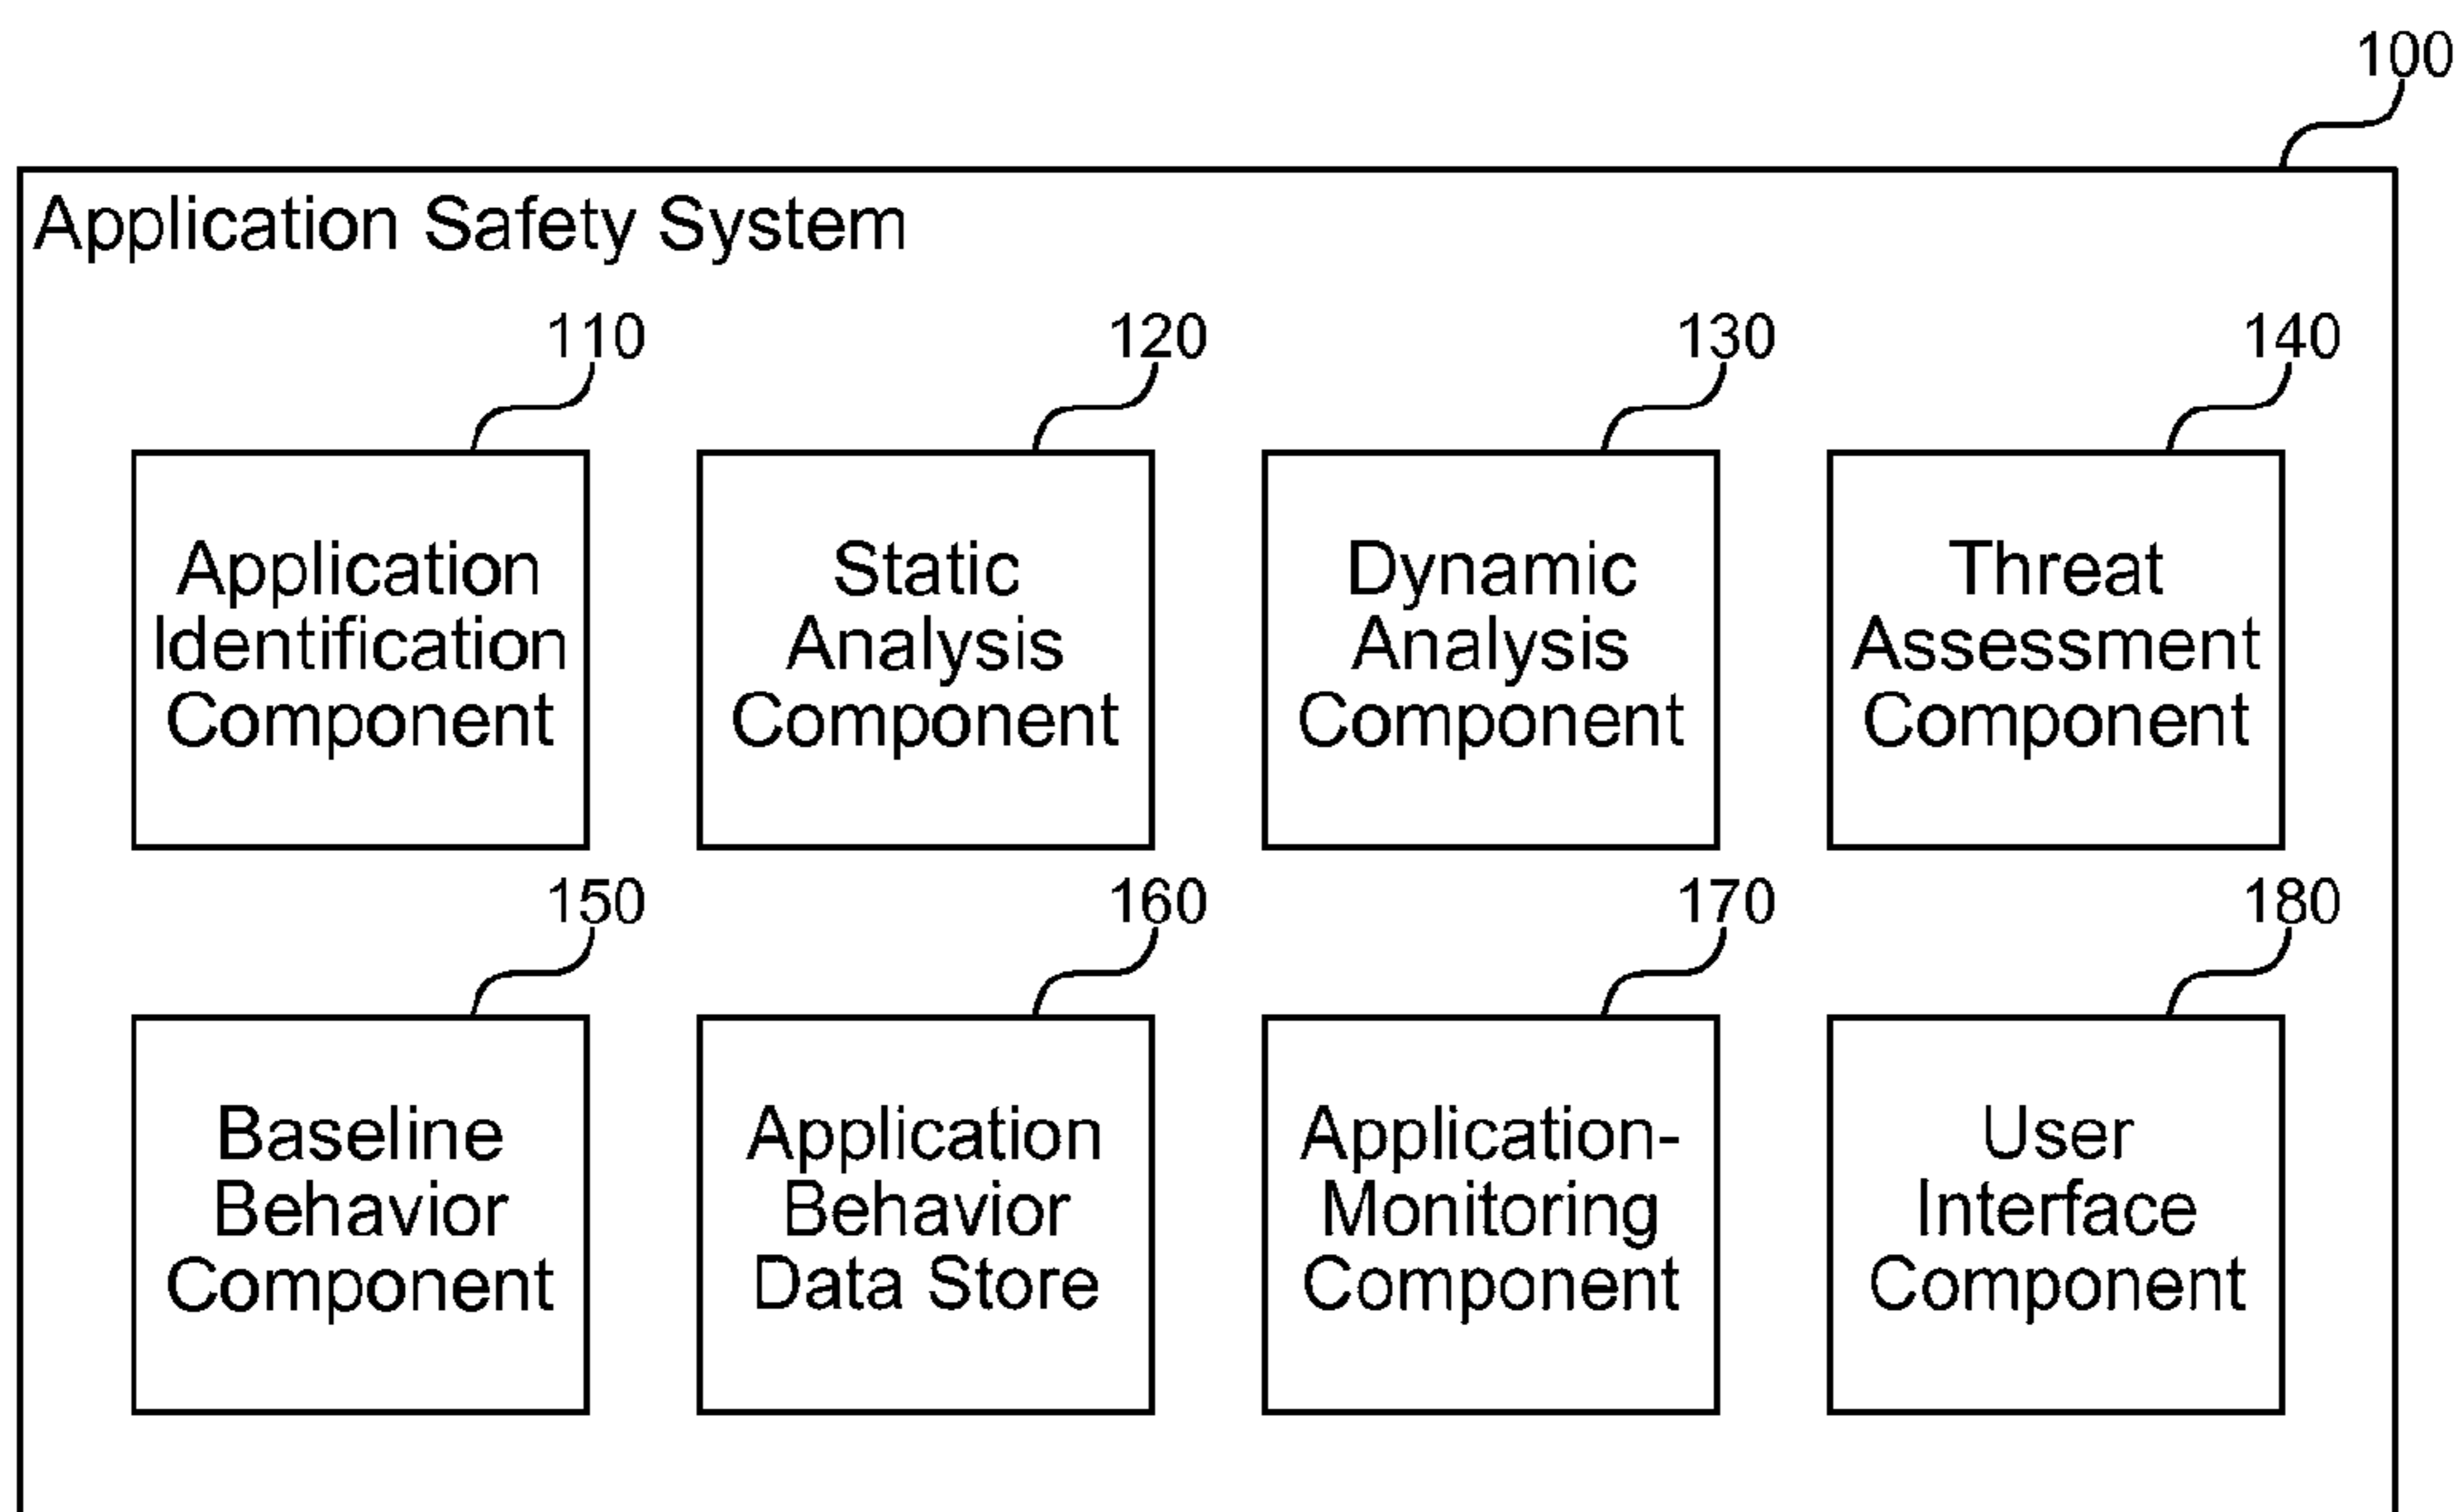 100
Application Safety System
110
120
130
140
Application
Identification
Component
Static
Analysis
Component
Dynamic
Analysis
Component
Threat
Assessment
Component
150
160
170
180
Baseline
Behavior
Component
Application
Behavior
Data Store
Application-
Monitoring
Component
User
Interface
Component